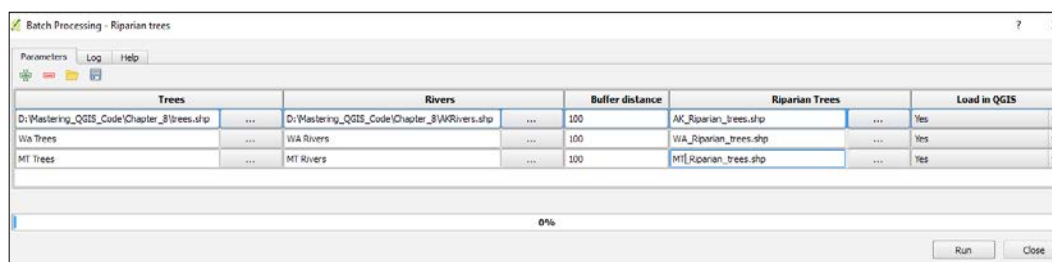 Batch Processing - Riparian trees ?
Parameters Log Help
Trees Rivers Buffer distance Riparian Trees Load in QGIS
D:\Mastering_QGIS_Code\Chapter_8\trees.shp ... D:\Mastering_QGIS_Code\Chapter_8\AKRivers.shp ... 100 AK_Riparian_trees.shp ... Yes
Wa Trees ... WA Rivers ... 100 WA_Riparian_trees.shp ... Yes
MT Trees ... MT Rivers ... 100 MT_Riparian_trees.shp ... Yes
0%
Run Close